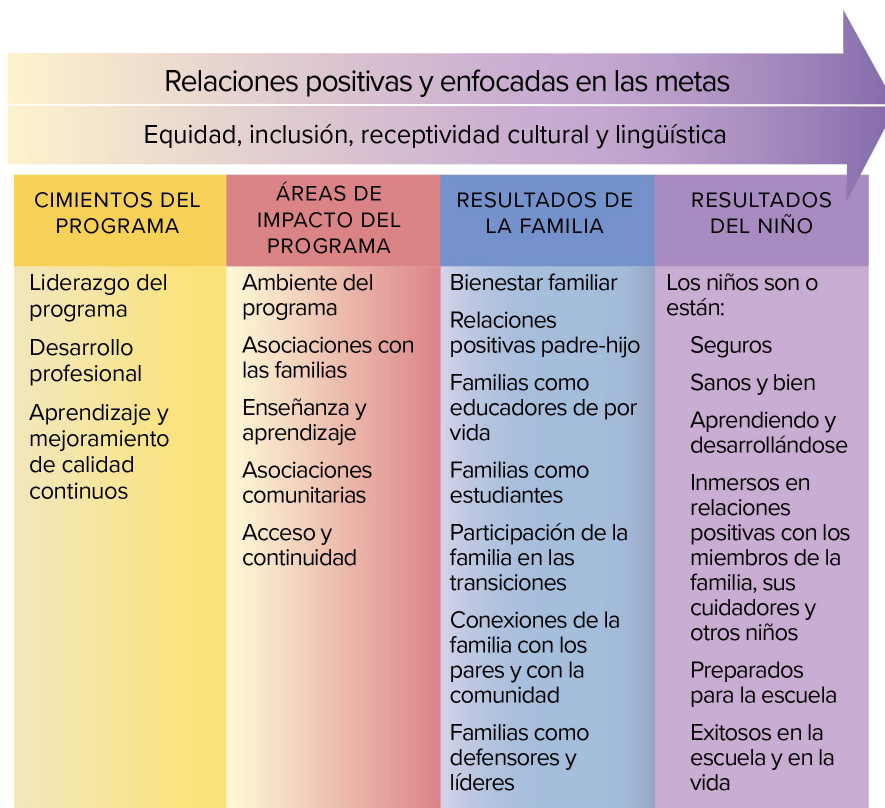 Relaciones positivas y enfocadas en las metas
Equidad, inclusión, receptividad cultural y lingüística
CIMIENTOS DEL
PROGRAMA
Liderazgo del
programa
Desarrollo
profesional
Aprendizaje y
mejoramiento
de calidad
continuos
ÁREAS DE
IMPACTO DEL
PROGRAMA
Ambiente del
programa
Asociaciones con
las familias
Enseñanza y
aprendizaje
Asociaciones
comunitarias
Acceso y
continuidad
RESULTADOS DE
LA FAMILIA
Bienestar familiar
Relaciones
positivas padre-hijo
Familias como
educadores de por
vida
Familias como
estudiantes
Participación de la
familia en las
transiciones
Conexiones de la
familia con los
pares y con la
comunidad
Familias como
defensores y
líderes
RESULTADOS
DEL NIÑO
Los niños son o
están:
Seguros
Sanos y bien
Aprendiendo y
desarrollándose
Inmersos en
relaciones
positivas con los
miembros de la
familia, sus
cuidadores y
otros niños
Preparados
para la escuela
Exitosos en la
escuela y en la
vida